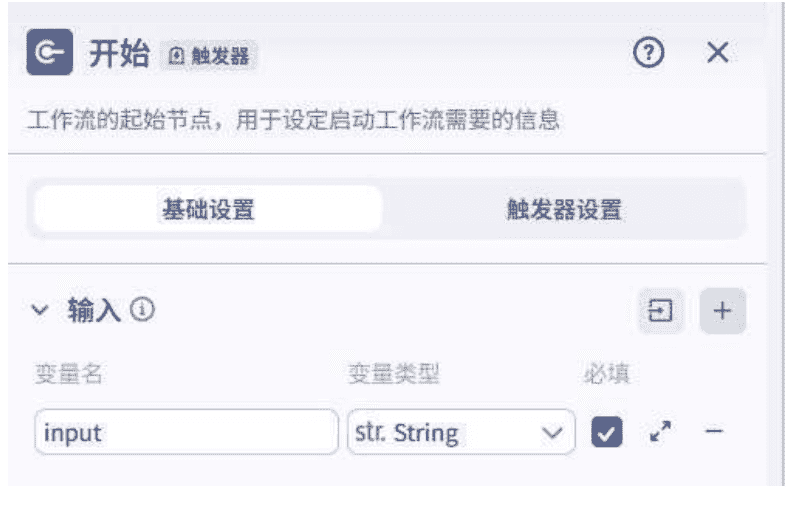 开始 触发器
工作流的起始节点，用于设定启动工作流需要的信息
基础设置 触发器设置
输入
变量名 变量类型 必填
input str. String